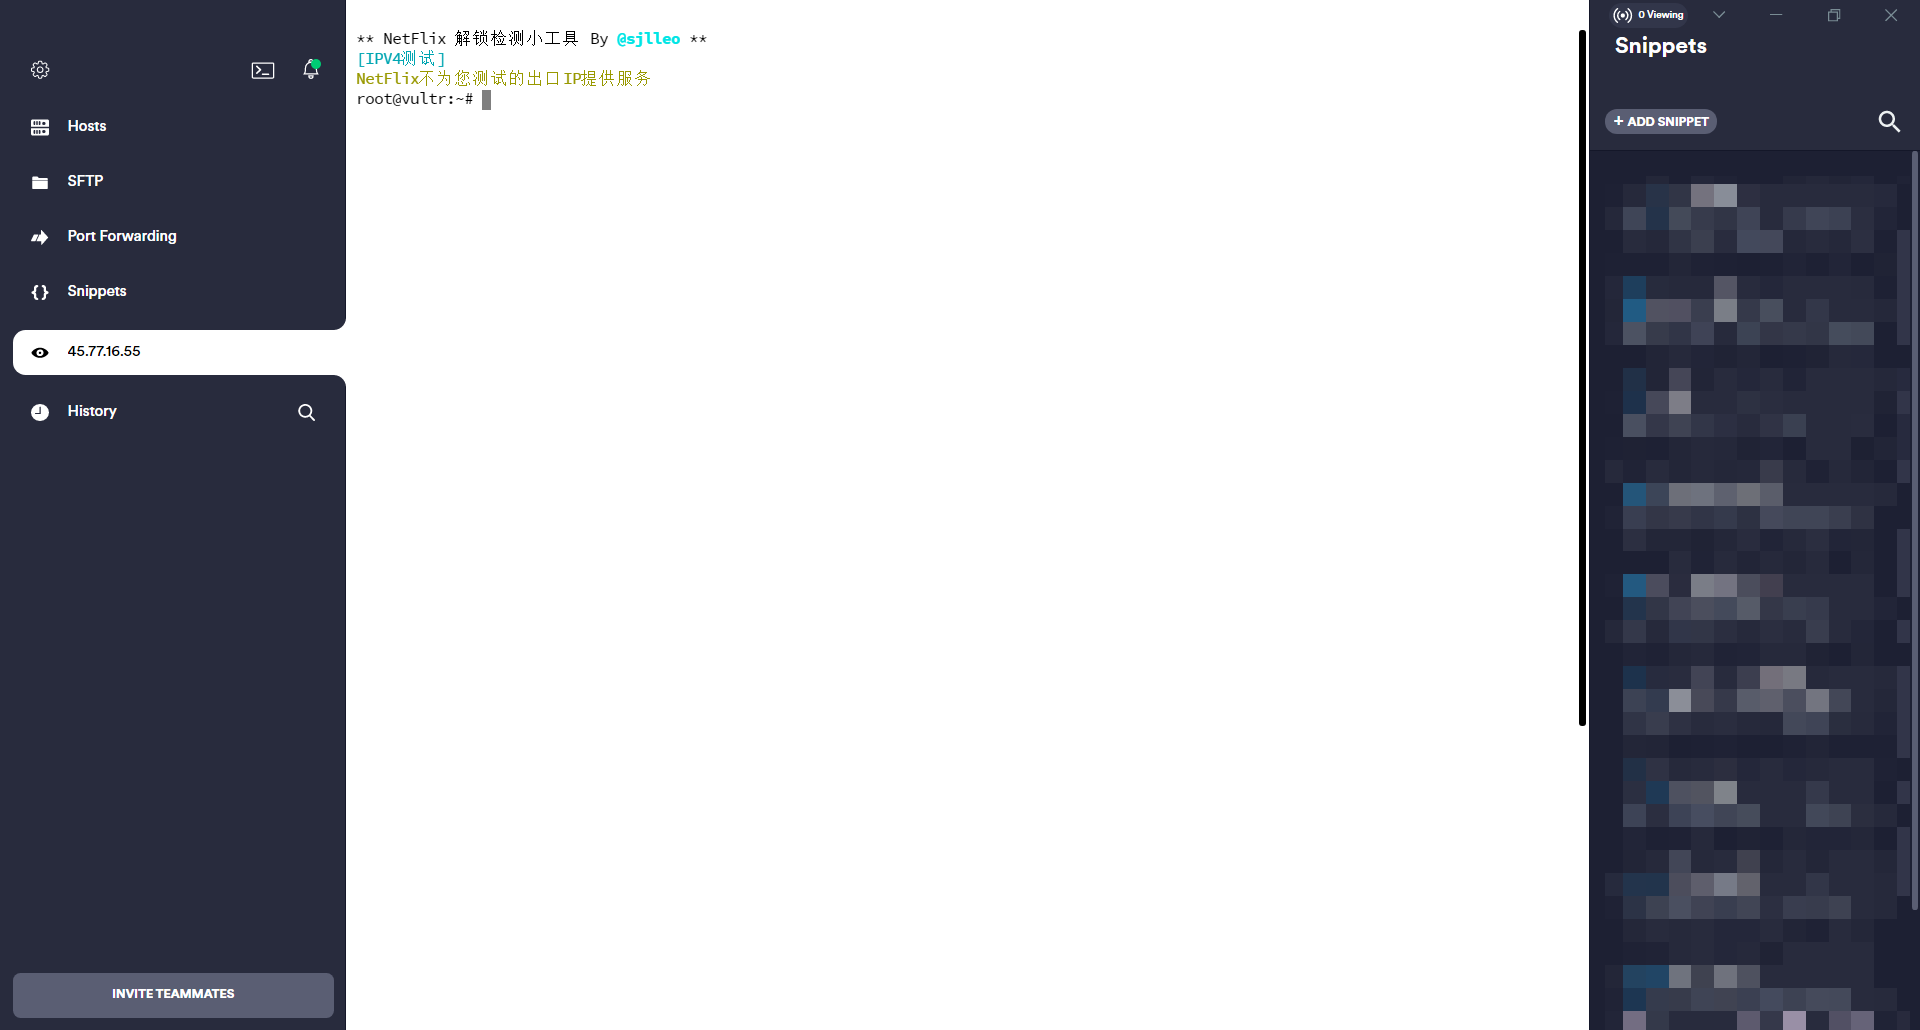 Hosts
SFTP
Port Forwarding
Snippets
45.77.16.55
History
INVITE TEAMMATES
** NetFlix 解锁检测小工具 By @sjlleo **
[IPV4测试]
NetFlix不为您测试的出口IP提供服务
root@vultr:~#
0 Viewing
Snippets
+ ADD SNIPPET